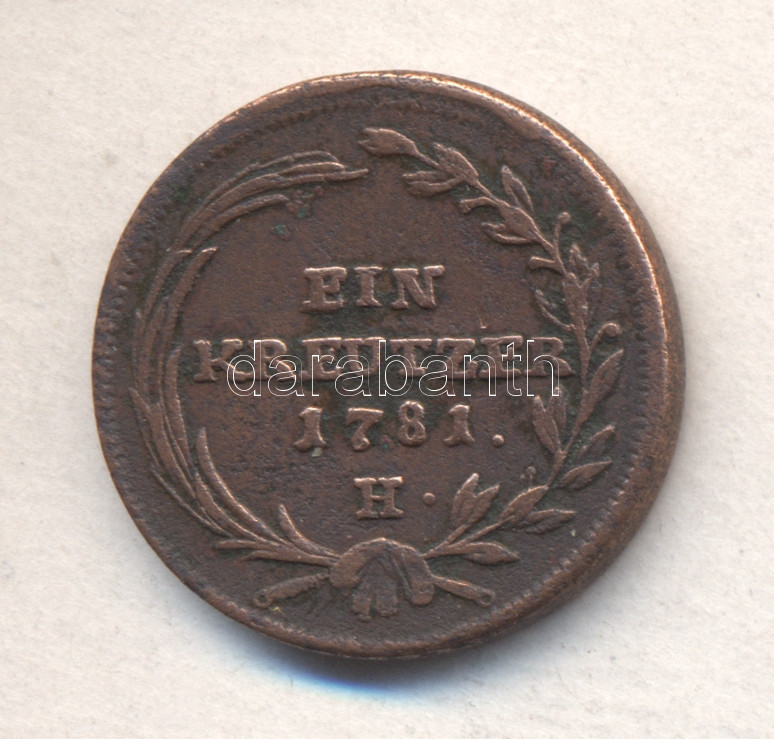 EIN
KREUTZER
darabanth
1781.
H.